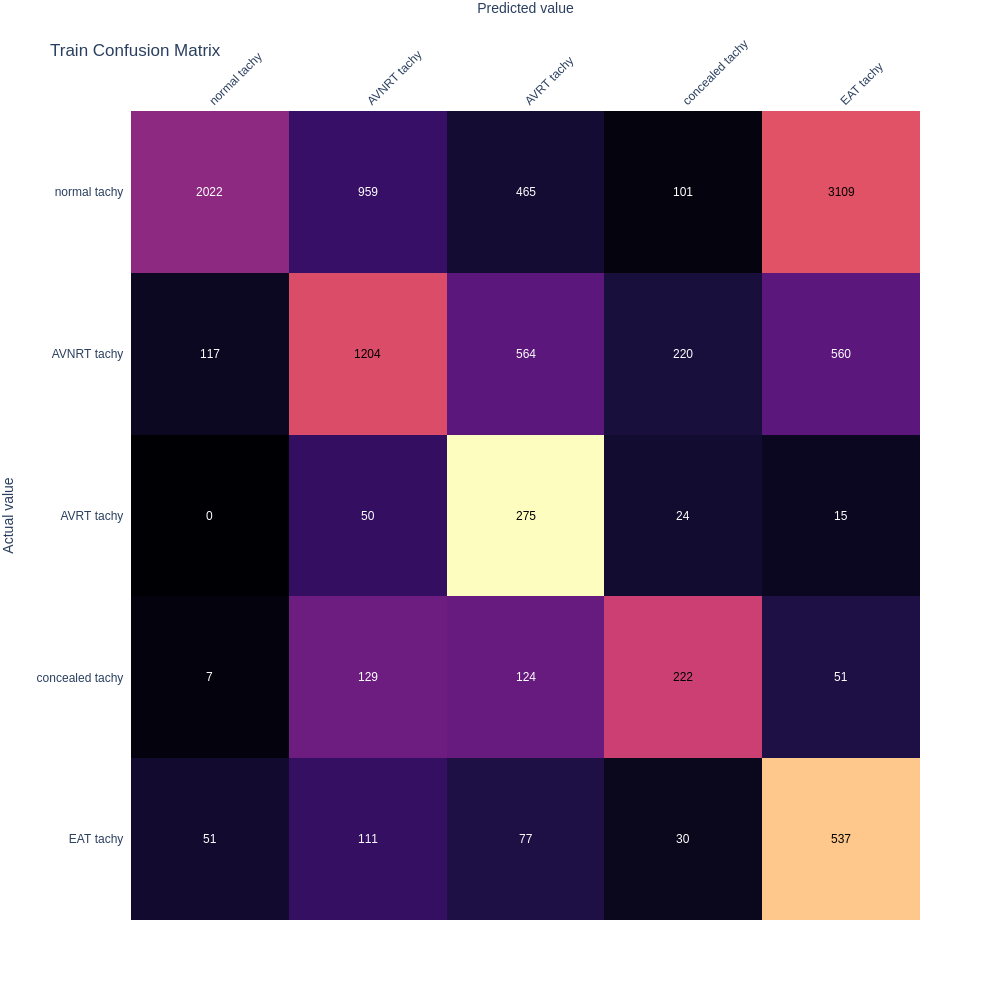 Predicted value
Train Confusion Matrix
normal tachy
AVNRT tachy
AVRT tachy
concealed tachy
EAT tachy
normal tachy 2022 959 465 101 3109
AVNRT tachy 117 1204 564 220 560
Actual value
AVRT tachy 0 50 275 24 15
concealed tachy 7 129 124 222 51
EAT tachy 51 111 77 30 537